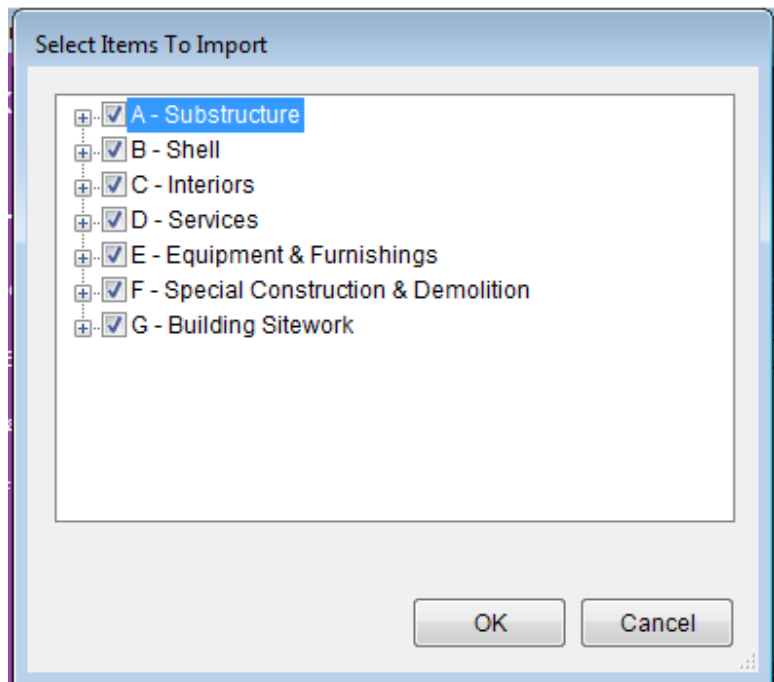 Select Items To Import
A - Substructure
B - Shell
C - Interiors
D - Services
E - Equipment & Furnishings
F - Special Construction & Demolition
G - Building Sitework
OK
Cancel